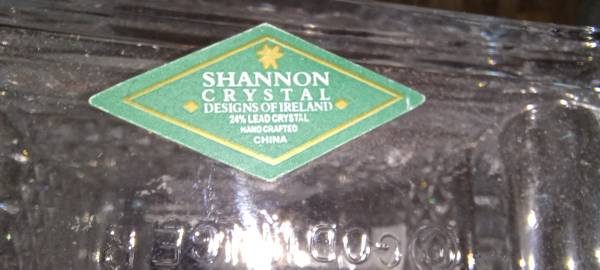 SHANNON
CRYSTAL
DESIGNS OF IRELAND
24% LEAD CRYSTAL
HAND CRAFTED
CHINA